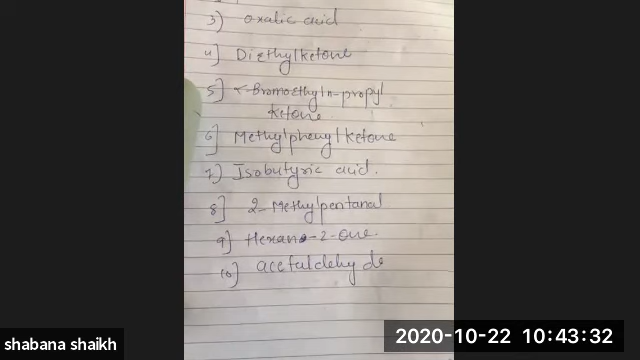 3) oxalic acid
4] Diethylketone
5] α-Bromoethyl n-propyl
ketone
6] Methylphenylketone
7) Isobutyric acid.
8] 2-Methylpentanal
9] Hexan-2-one.
10] acetaldehyde
shabana shaikh
2020-10-22 10:43:32